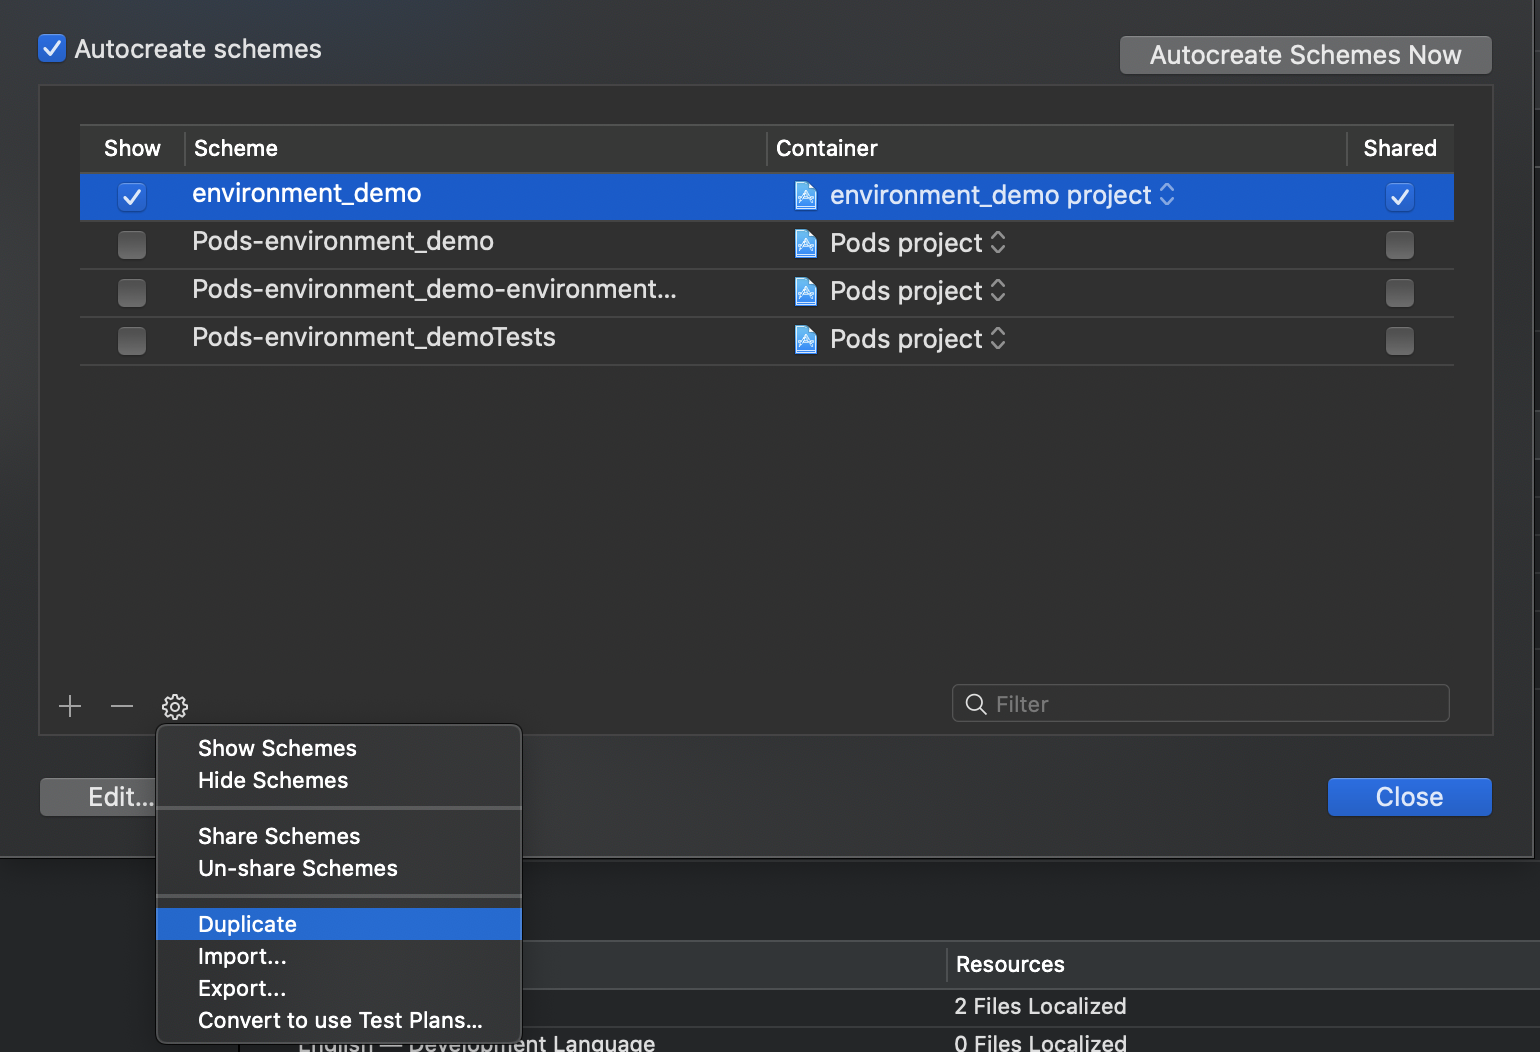 Autocreate schemes
Autocreate Schemes Now
Show Scheme Container Shared
environment_demo environment_demo project
Pods-environment_demo Pods project
Pods-environment_demo-environment... Pods project
Pods-environment_demoTests Pods project
Filter
Show Schemes
Hide Schemes
Edit...
Close
Share Schemes
Un-share Schemes
Duplicate
Import...
Export...
Convert to use Test Plans...
Resources
2 Files Localized
English — Development Language 0 Files Localized